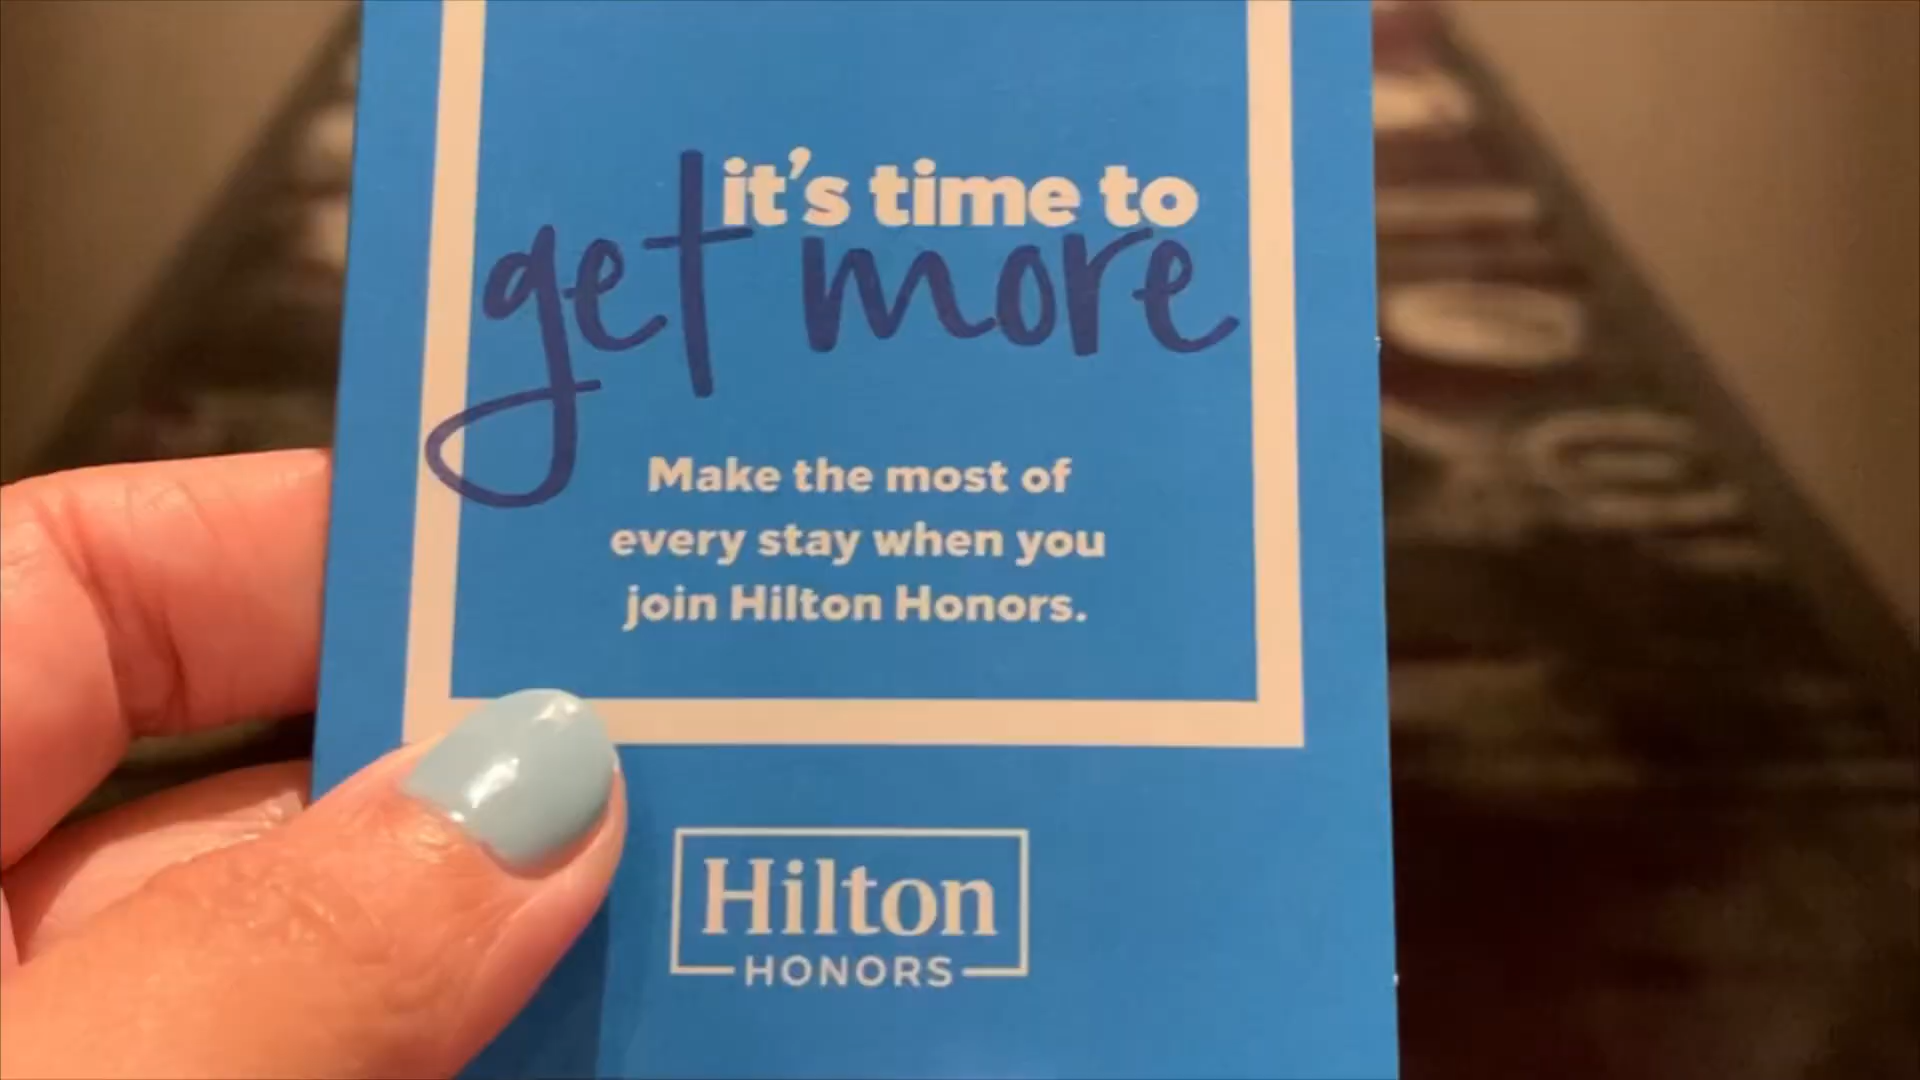 it's time to
get more
Make the most of
every stay when you
join Hilton Honors.
Hilton
HONORS